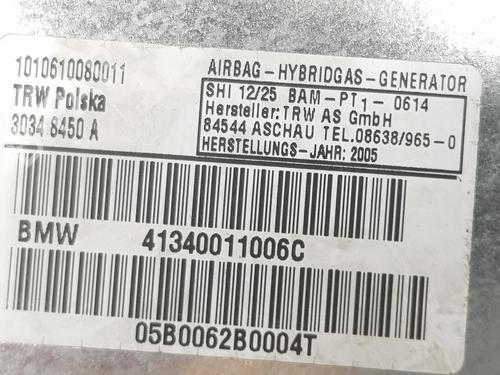 1010610080011
TRW Polska
3034 8450 A
AIRBAG-HYBRIDGAS-GENERATOR
SHI 12/25 BAM-PT1-0614
Hersteller: TRW AS GmbH
84544 ASCHAU TEL.08638/965-0
HERSTELLUNGS-JAHR: 2005
BMW 41340011006C
05B0062B0004T